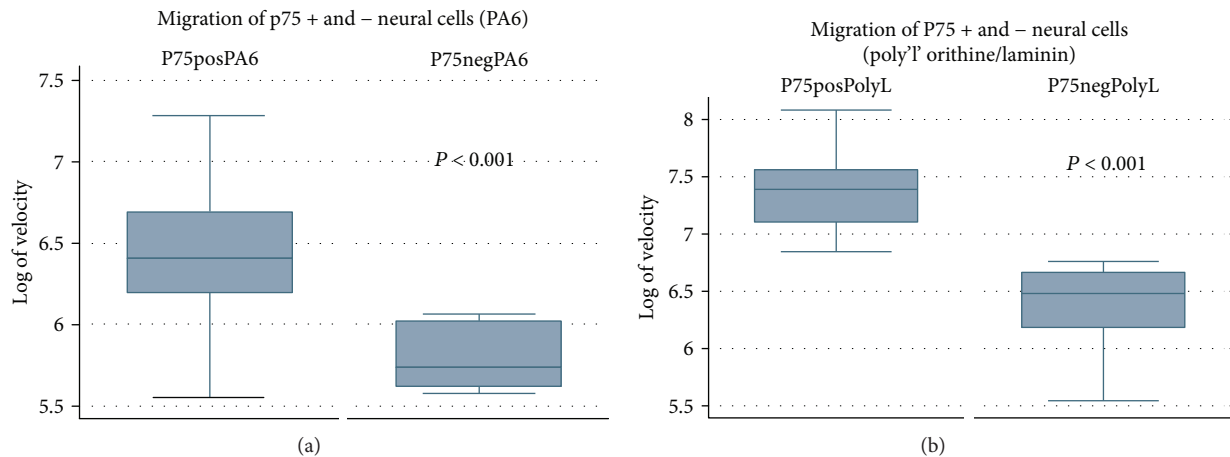 Migration of p75 + and − neural cells (PA6)
P75posPA6
P75negPA6
7.5
7
6.5
6
5.5
Log of velocity
P < 0.001
(a)
Migration of P75 + and − neural cells
(poly’l’ orithine/laminin)
P75posPolyL
P75negPolyL
8
7.5
7
6.5
6
5.5
Log of velocity
P < 0.001
(b)